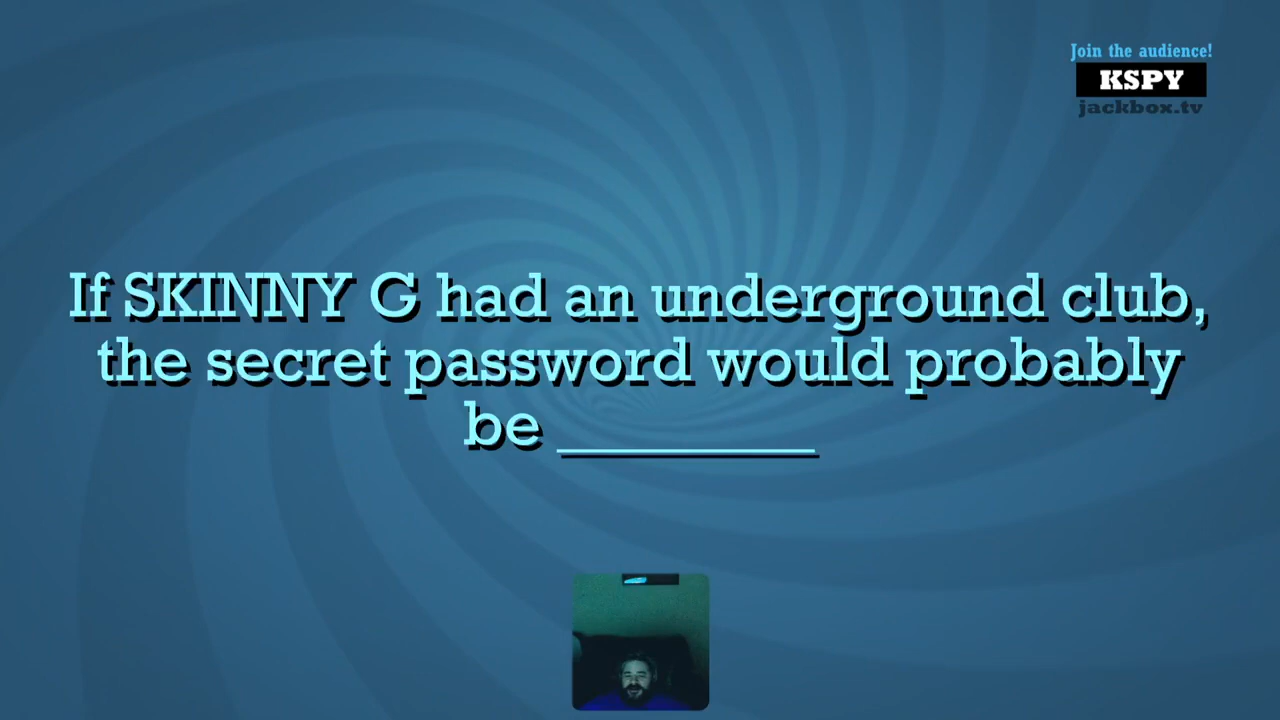 Join the audience!
KSPY
jackbox.tv
If SKINNY G had an underground club,
the secret password would probably
be ________